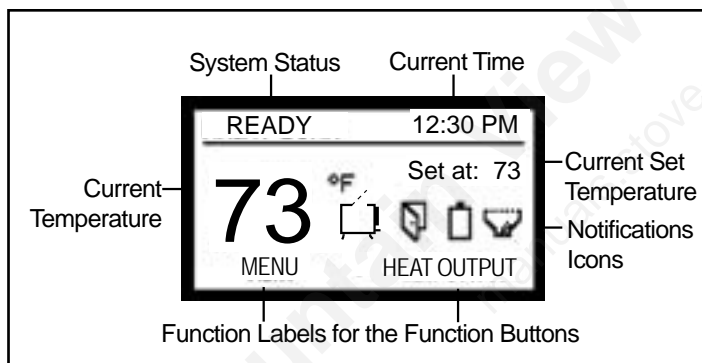 System Status Current Time
READY 12:30 PM
Set at: 73
Current Temperature
73 °F
Current Set Temperature
Notifications Icons
MENU HEAT OUTPUT
Function Labels for the Function Buttons